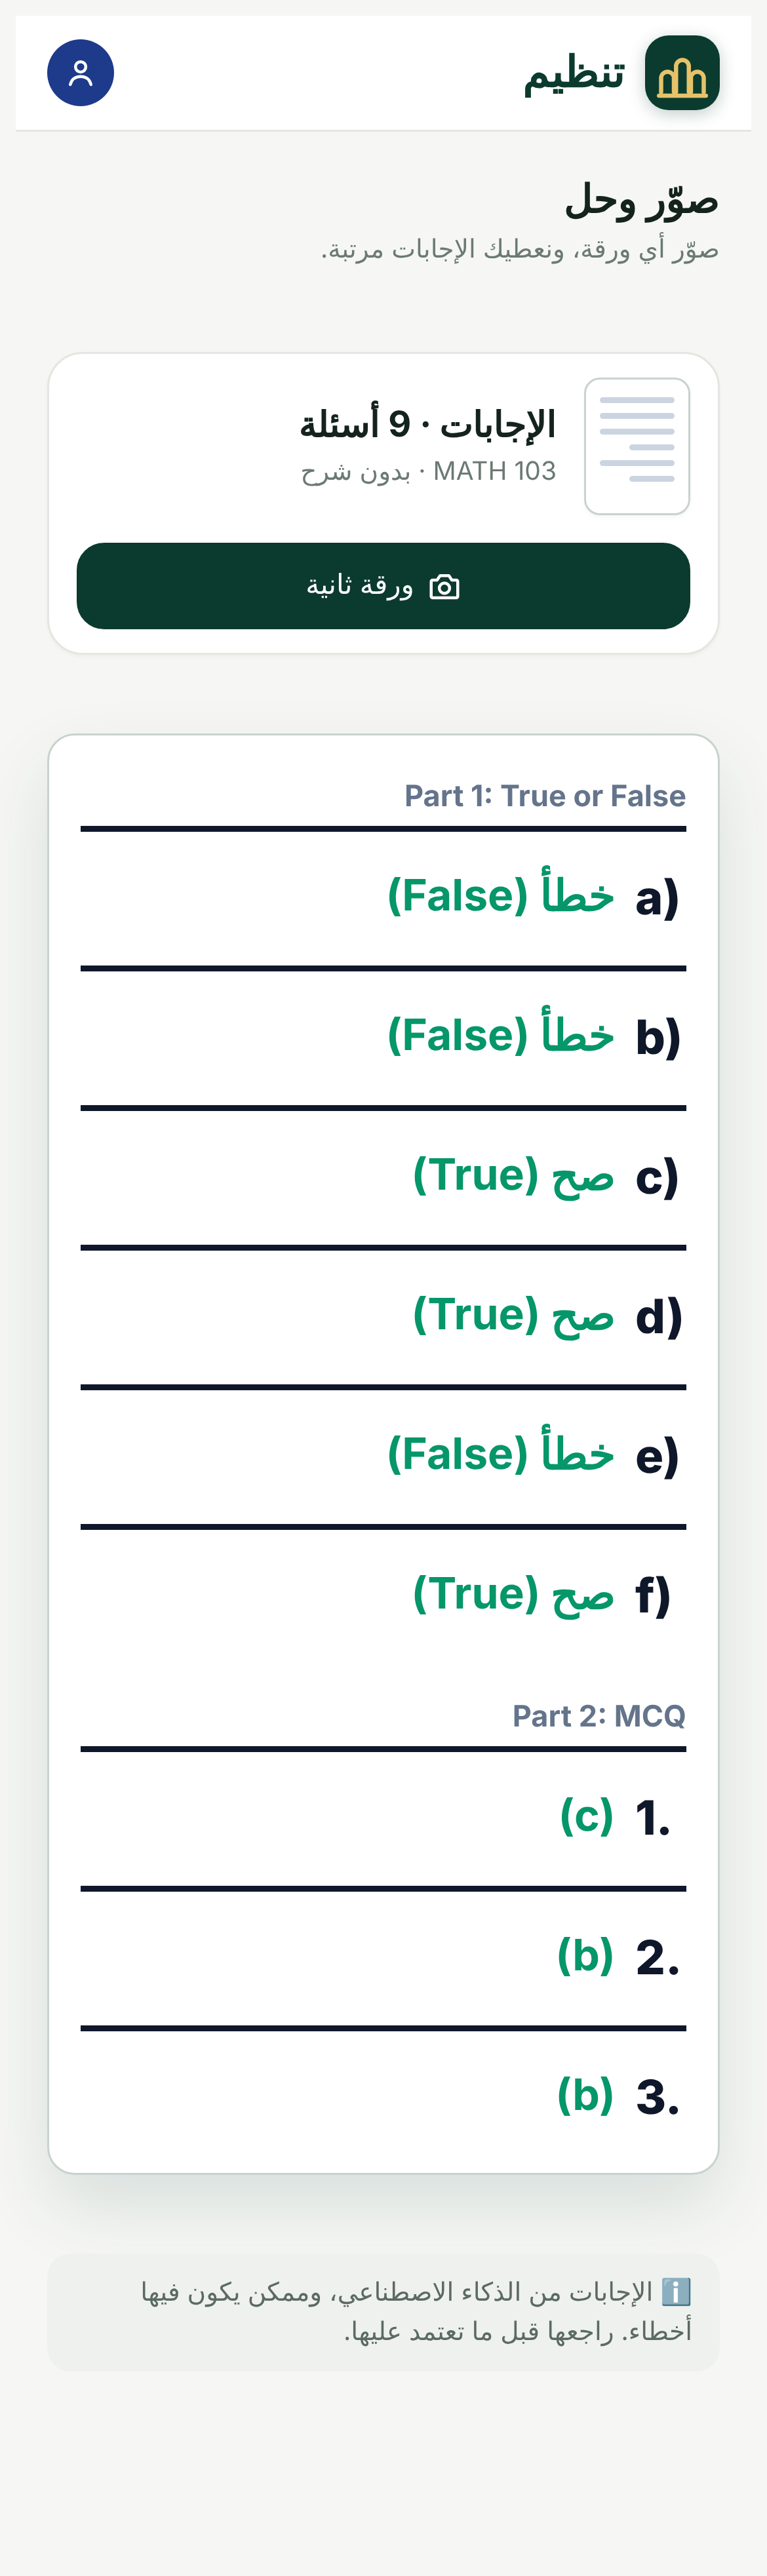 تنظيم
صوّر وحل
صوّر أي ورقة، ونعطيك الإجابات مرتبة.
الإجابات · 9 أسئلة
MATH 103 · بدون شرح
ورقة ثانية
Part 1: True or False
a) خطأ (False)
b) خطأ (False)
c) صح (True)
d) صح (True)
e) خطأ (False)
f) صح (True)
Part 2: MCQ
1. (c)
2. (b)
3. (b)
ℹ️ الإجابات من الذكاء الاصطناعي، وممكن يكون فيها
أخطاء. راجعها قبل ما تعتمد عليها.